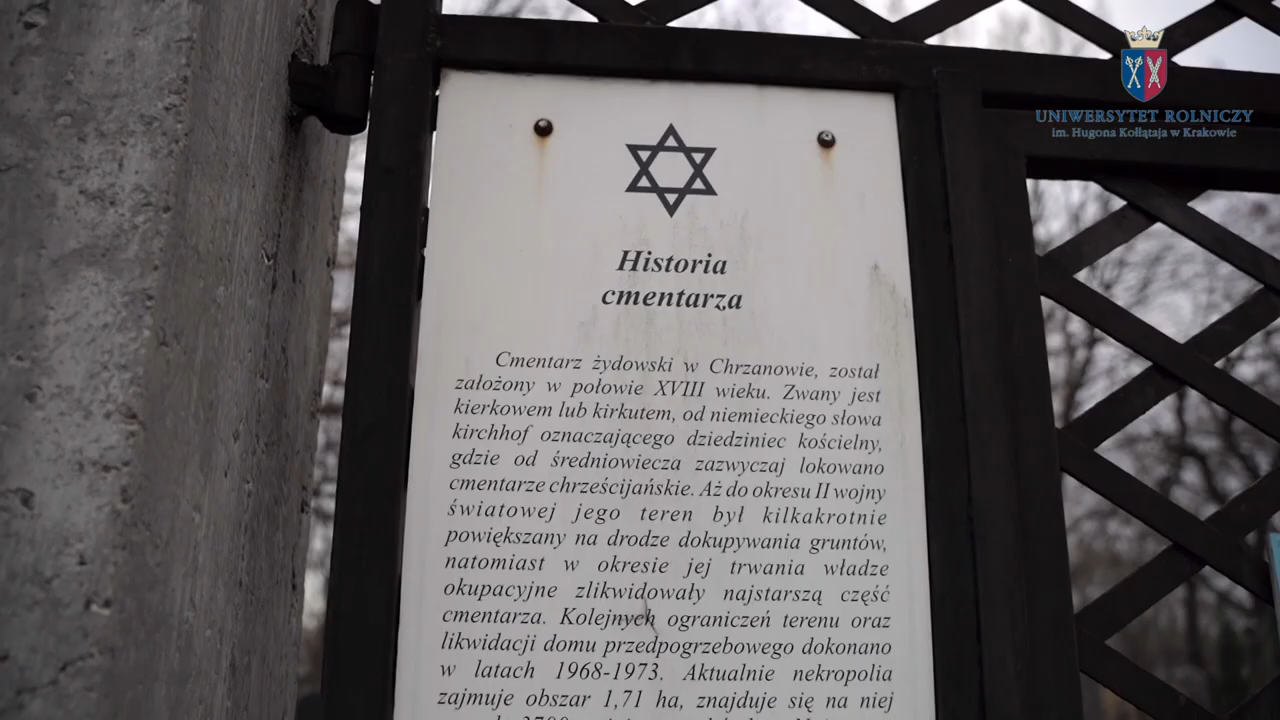 UNIWERSYTET ROLNICZY
im. Hugona Kołłątaja w Krakowie
Historia
cmentarza
Cmentarz żydowski w Chrzanowie, został
założony w połowie XVIII wieku. Zwany jest
kierkowem lub kirkutem, od niemieckiego słowa
kirchhof oznaczającego dziedziniec kościelny,
gdzie od średniowiecza zazwyczaj lokowano
cmentarze chrześcijańskie. Aż do okresu II wojny
światowej jego teren był kilkakrotnie
powiększany na drodze dokupywania gruntów,
natomiast w okresie jej trwania władze
okupacyjne zlikwidowały najstarszą część
cmentarza. Kolejnych ograniczeń terenu oraz
likwidacji domu przedpogrzebowego dokonano
w latach 1968-1973. Aktualnie nekropolia
zajmuje obszar 1,71 ha, znajduje się na niej